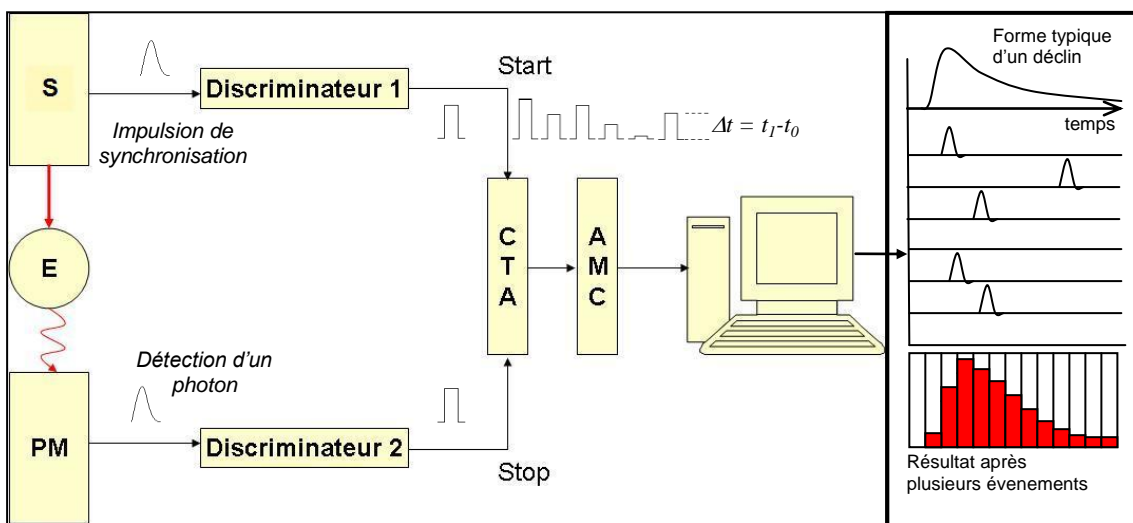 S
Discriminateur 1
Start
Impulsion de
synchronisation
Δt = t1-t0
E
C
T
A
A
M
C
Détection d'un
photon
PM
Discriminateur 2
Stop
Forme typique
d'un déclin
temps
Résultat après
plusieurs évenements